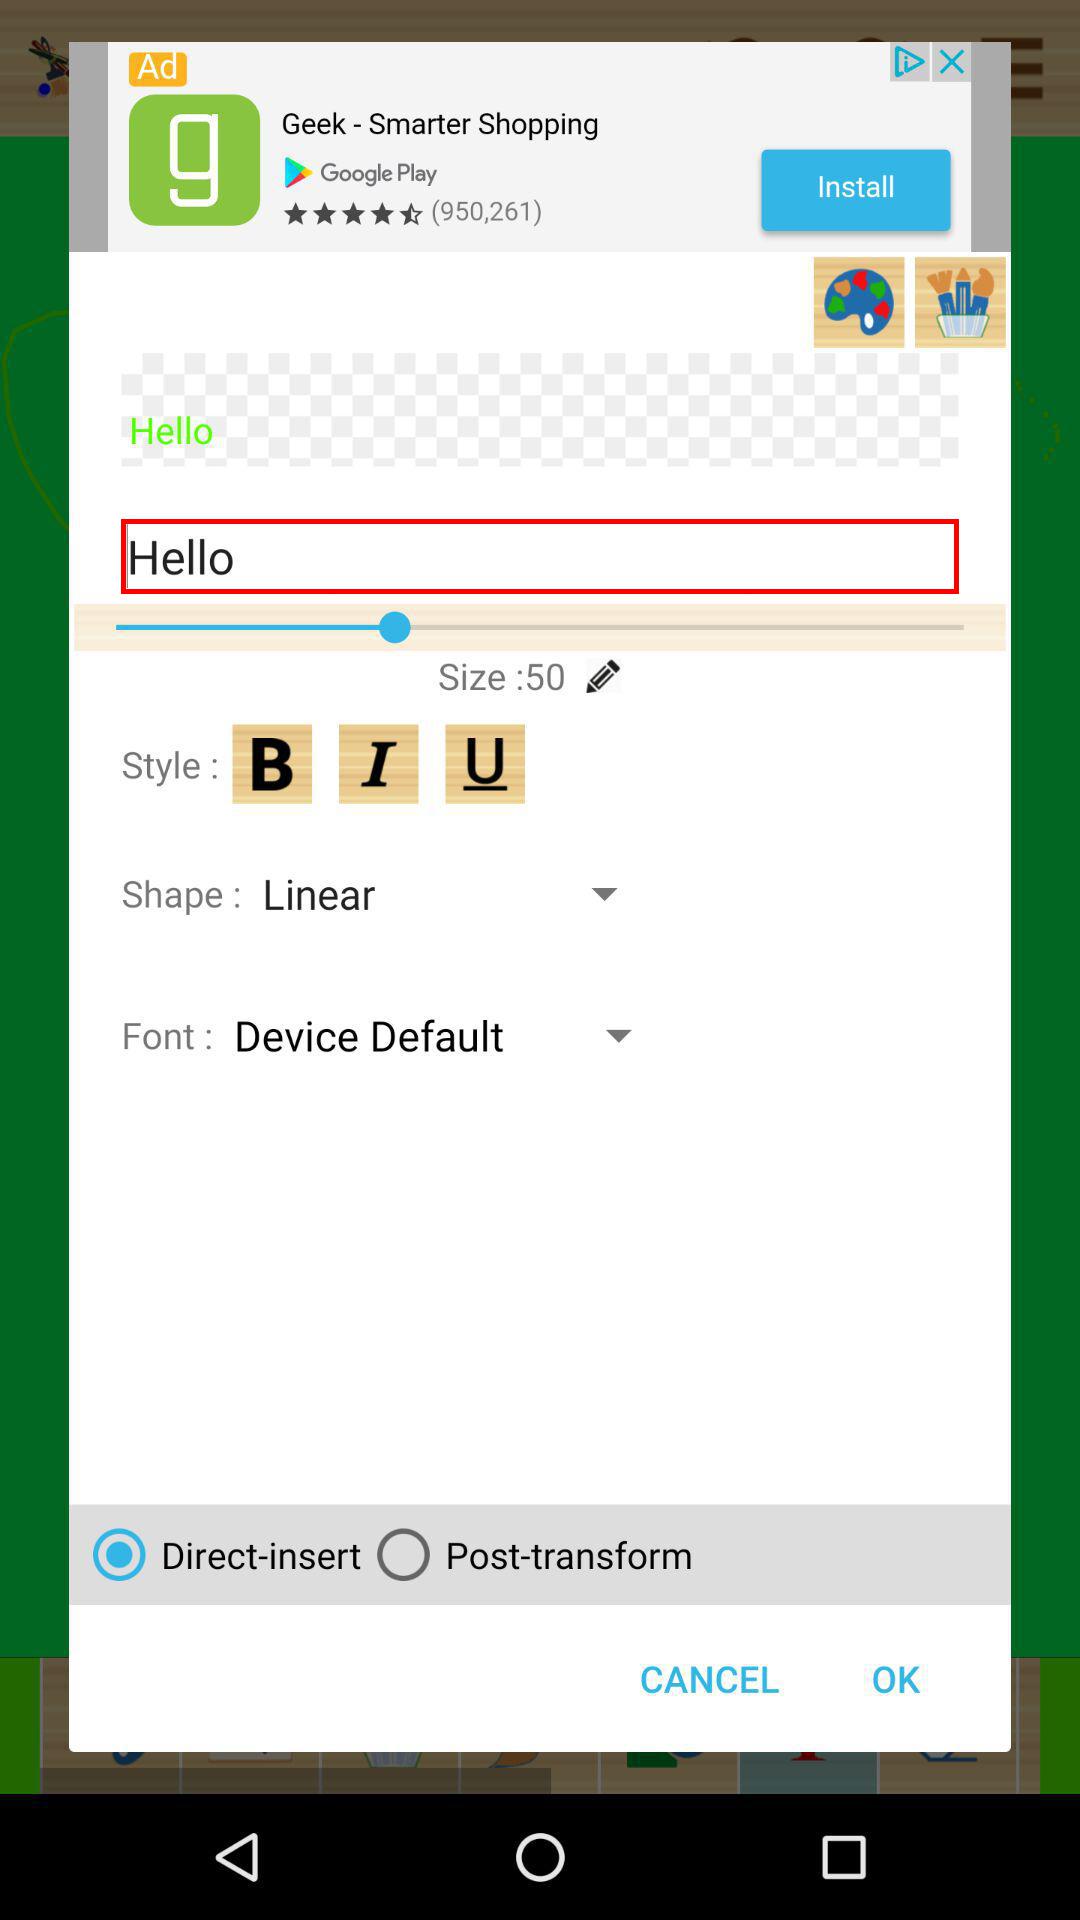 Ad
Geek - Smarter Shopping
Google Play
(950,261)
Install
Hello
Hello
Size :50
Style : B I U
Shape : Linear
Font : Device Default
Direct-insert Post-transform
CANCEL OK